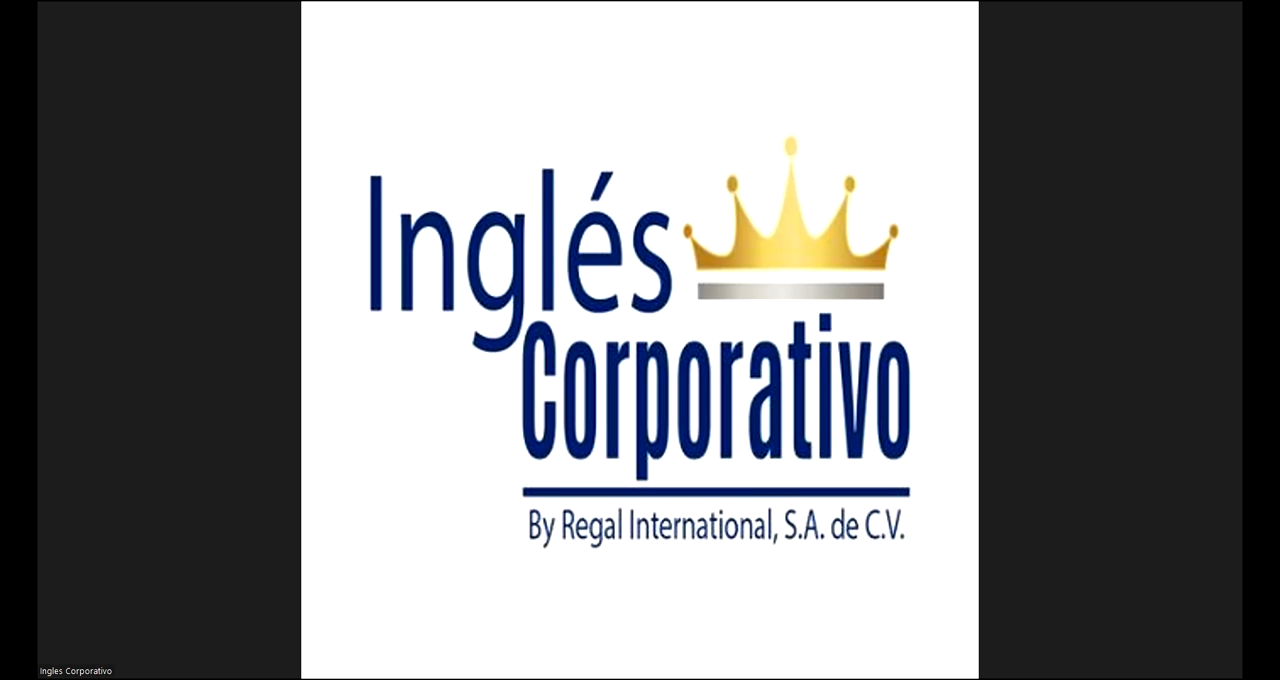 Inglés
Corporativo
By Regal International, S.A. de C.V.
Ingles Corporativo